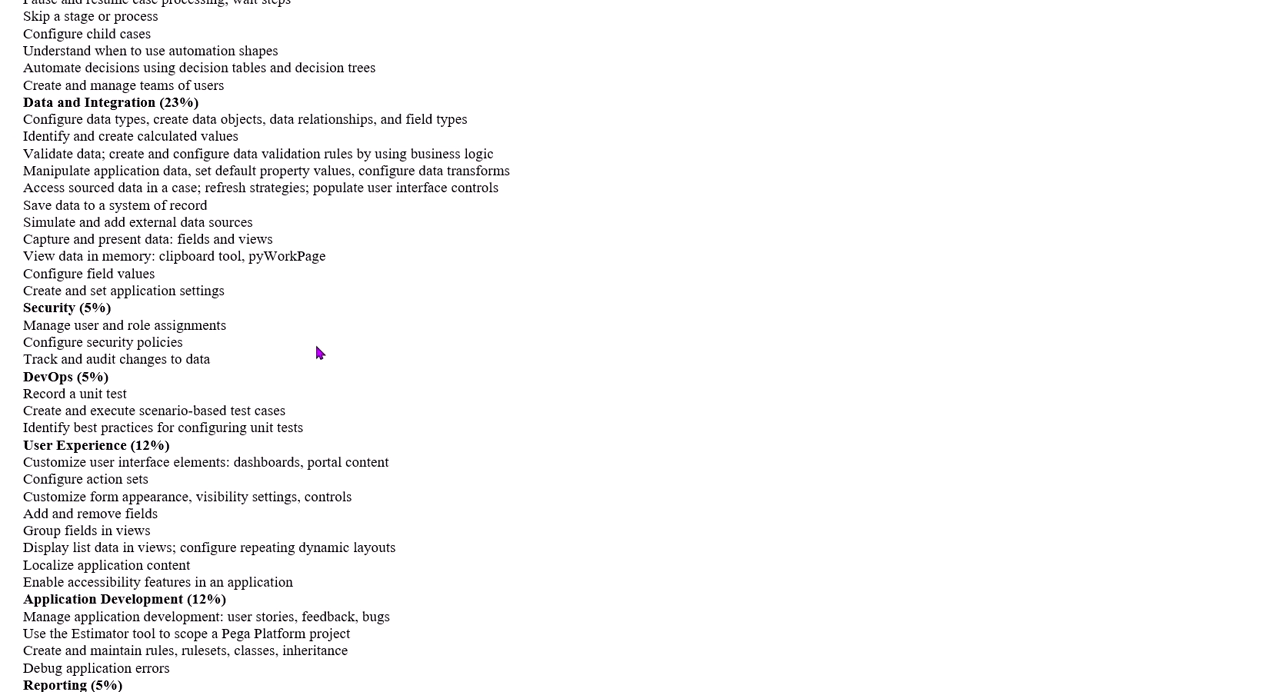 Pause and resume case processing; wait steps
Skip a stage or process
Configure child cases
Understand when to use automation shapes
Automate decisions using decision tables and decision trees
Create and manage teams of users
Data and Integration (23%)
Configure data types, create data objects, data relationships, and field types
Identify and create calculated values
Validate data; create and configure data validation rules by using business logic
Manipulate application data, set default property values, configure data transforms
Access sourced data in a case; refresh strategies; populate user interface controls
Save data to a system of record
Simulate and add external data sources
Capture and present data: fields and views
View data in memory: clipboard tool, pyWorkPage
Configure field values
Create and set application settings
Security (5%)
Manage user and role assignments
Configure security policies
Track and audit changes to data
DevOps (5%)
Record a unit test
Create and execute scenario-based test cases
Identify best practices for configuring unit tests
User Experience (12%)
Customize user interface elements: dashboards, portal content
Configure action sets
Customize form appearance, visibility settings, controls
Add and remove fields
Group fields in views
Display list data in views; configure repeating dynamic layouts
Localize application content
Enable accessibility features in an application
Application Development (12%)
Manage application development: user stories, feedback, bugs
Use the Estimator tool to scope a Pega Platform project
Create and maintain rules, rulesets, classes, inheritance
Debug application errors
Reporting (5%)